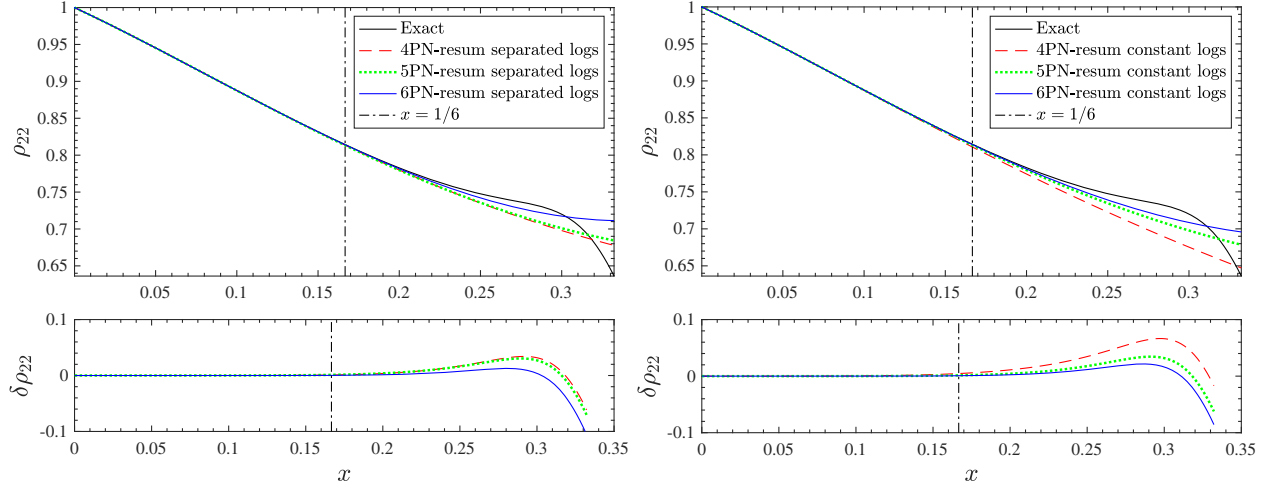 1
0.95
0.9
0.85
0.8
0.75
0.7
0.65
ρ₂₂
Exact
4PN-resum separated logs
5PN-resum separated logs
6PN-resum separated logs
x = 1/6
0.05 0.1 0.15 0.2 0.25 0.3
0.1
0
-0.1
δρ₂₂
0 0.05 0.1 0.15 0.2 0.25 0.3 0.35
x
1
0.95
0.9
0.85
0.8
0.75
0.7
0.65
ρ₂₂
Exact
4PN-resum constant logs
5PN-resum constant logs
6PN-resum constant logs
x = 1/6
0.05 0.1 0.15 0.2 0.25 0.3
0.1
0
-0.1
δρ₂₂
0 0.05 0.1 0.15 0.2 0.25 0.3 0.35
x